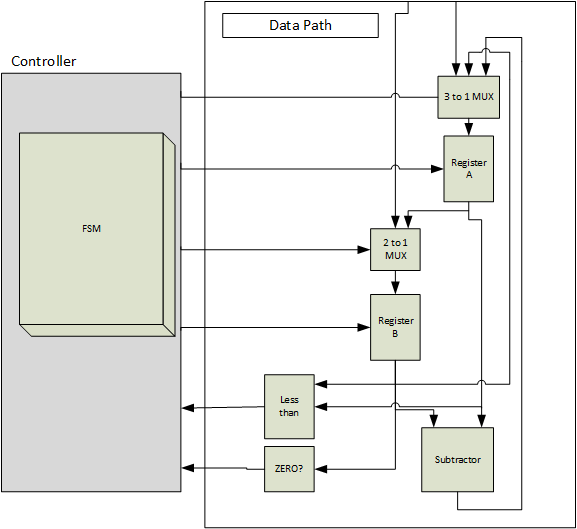 Data Path
Controller
3 to 1 MUX
Register
A
FSM
2 to 1
MUX
Register
B
Less
than
Subtractor
ZERO?